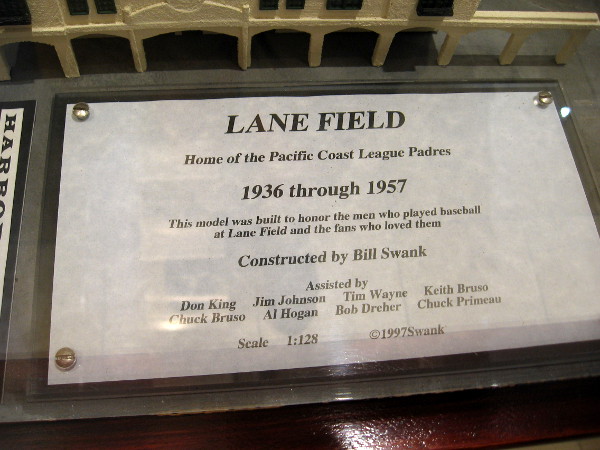 LANE FIELD
Home of the Pacific Coast League Padres
1936 through 1957
This model was built to honor the men who played baseball
at Lane Field and the fans who loved them
Constructed by Bill Swank
Assisted by
Don King Jim Johnson Tim Wayne Keith Bruso
Chuck Bruso Al Hogan Bob Dreher Chuck Primeau
Scale 1:128 ©1997Swank